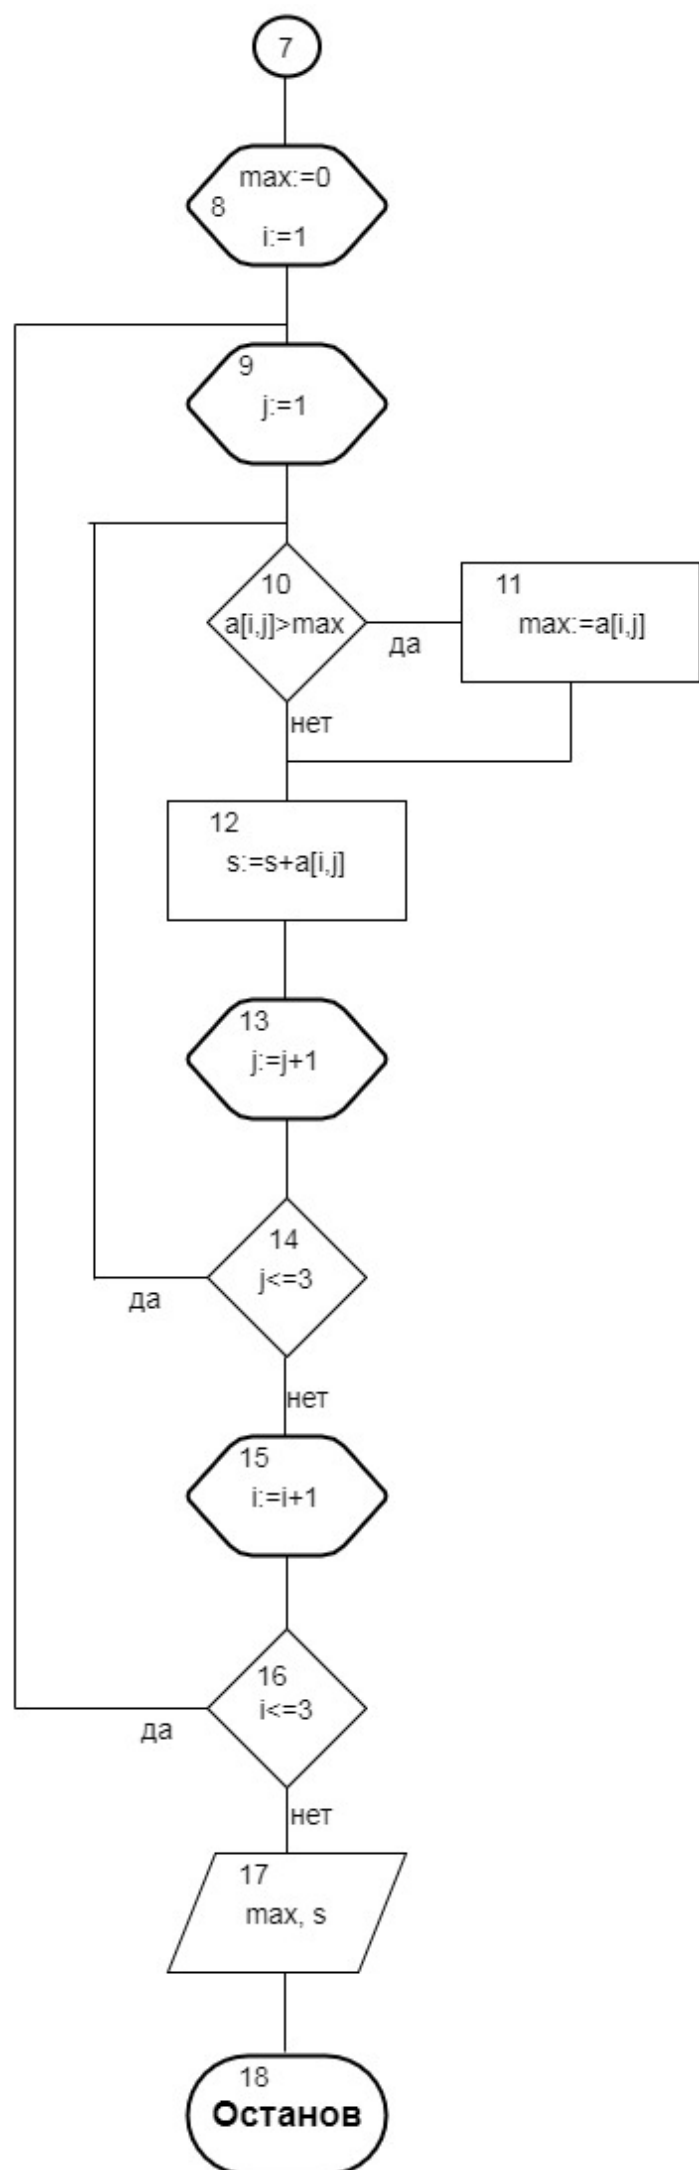 7
max:=0
8
i:=1
9
j:=1
10
a[i,j]>max
да
11
max:=a[i,j]
нет
12
s:=s+a[i,j]
13
j:=j+1
14
j<=3
да
нет
15
i:=i+1
16
i<=3
да
нет
17
max, s
18
Останов